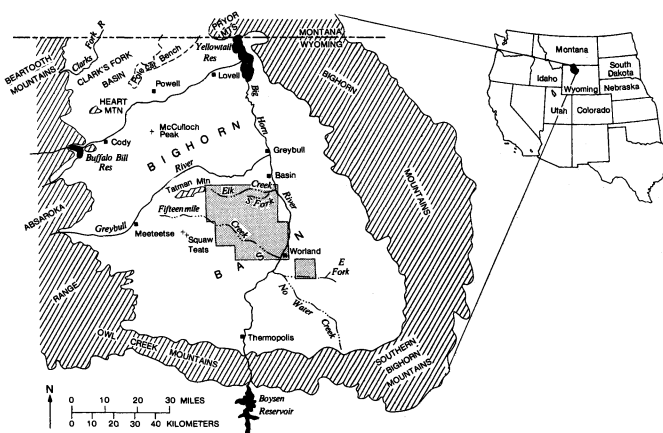 PRYOR
MTS
MONTANA
WYOMING
BEARTOOTH
MOUNTAINS
Clarks Fork R
CLARK'S FORK
BASIN
Bench
Yellowtail
Res
Powell
Lovell
HEART
MTN
McCulloch
Peak
Cody
Buffalo Bill
Res
BIGHORN
BASIN
Big Horn River
Greybull
Basin
BIGHORN
MOUNTAINS
River
Tatman Mtn
Elk Creek
S Fork
Fifteenmile
Creek
Greybull
Meeteetse
Squaw
Teats
ABSAROKA
RANGE
Worland
E
Fork
No Water Creek
Thermopolis
OWL CREEK MOUNTAINS
SOUTHERN
BIGHORN
MOUNTAINS
Boysen
Reservoir
N
0 10 20 30 MILES
0 10 20 30 40 KILOMETERS
Montana
Idaho
Wyoming
South
Dakota
Nebraska
Utah
Colorado